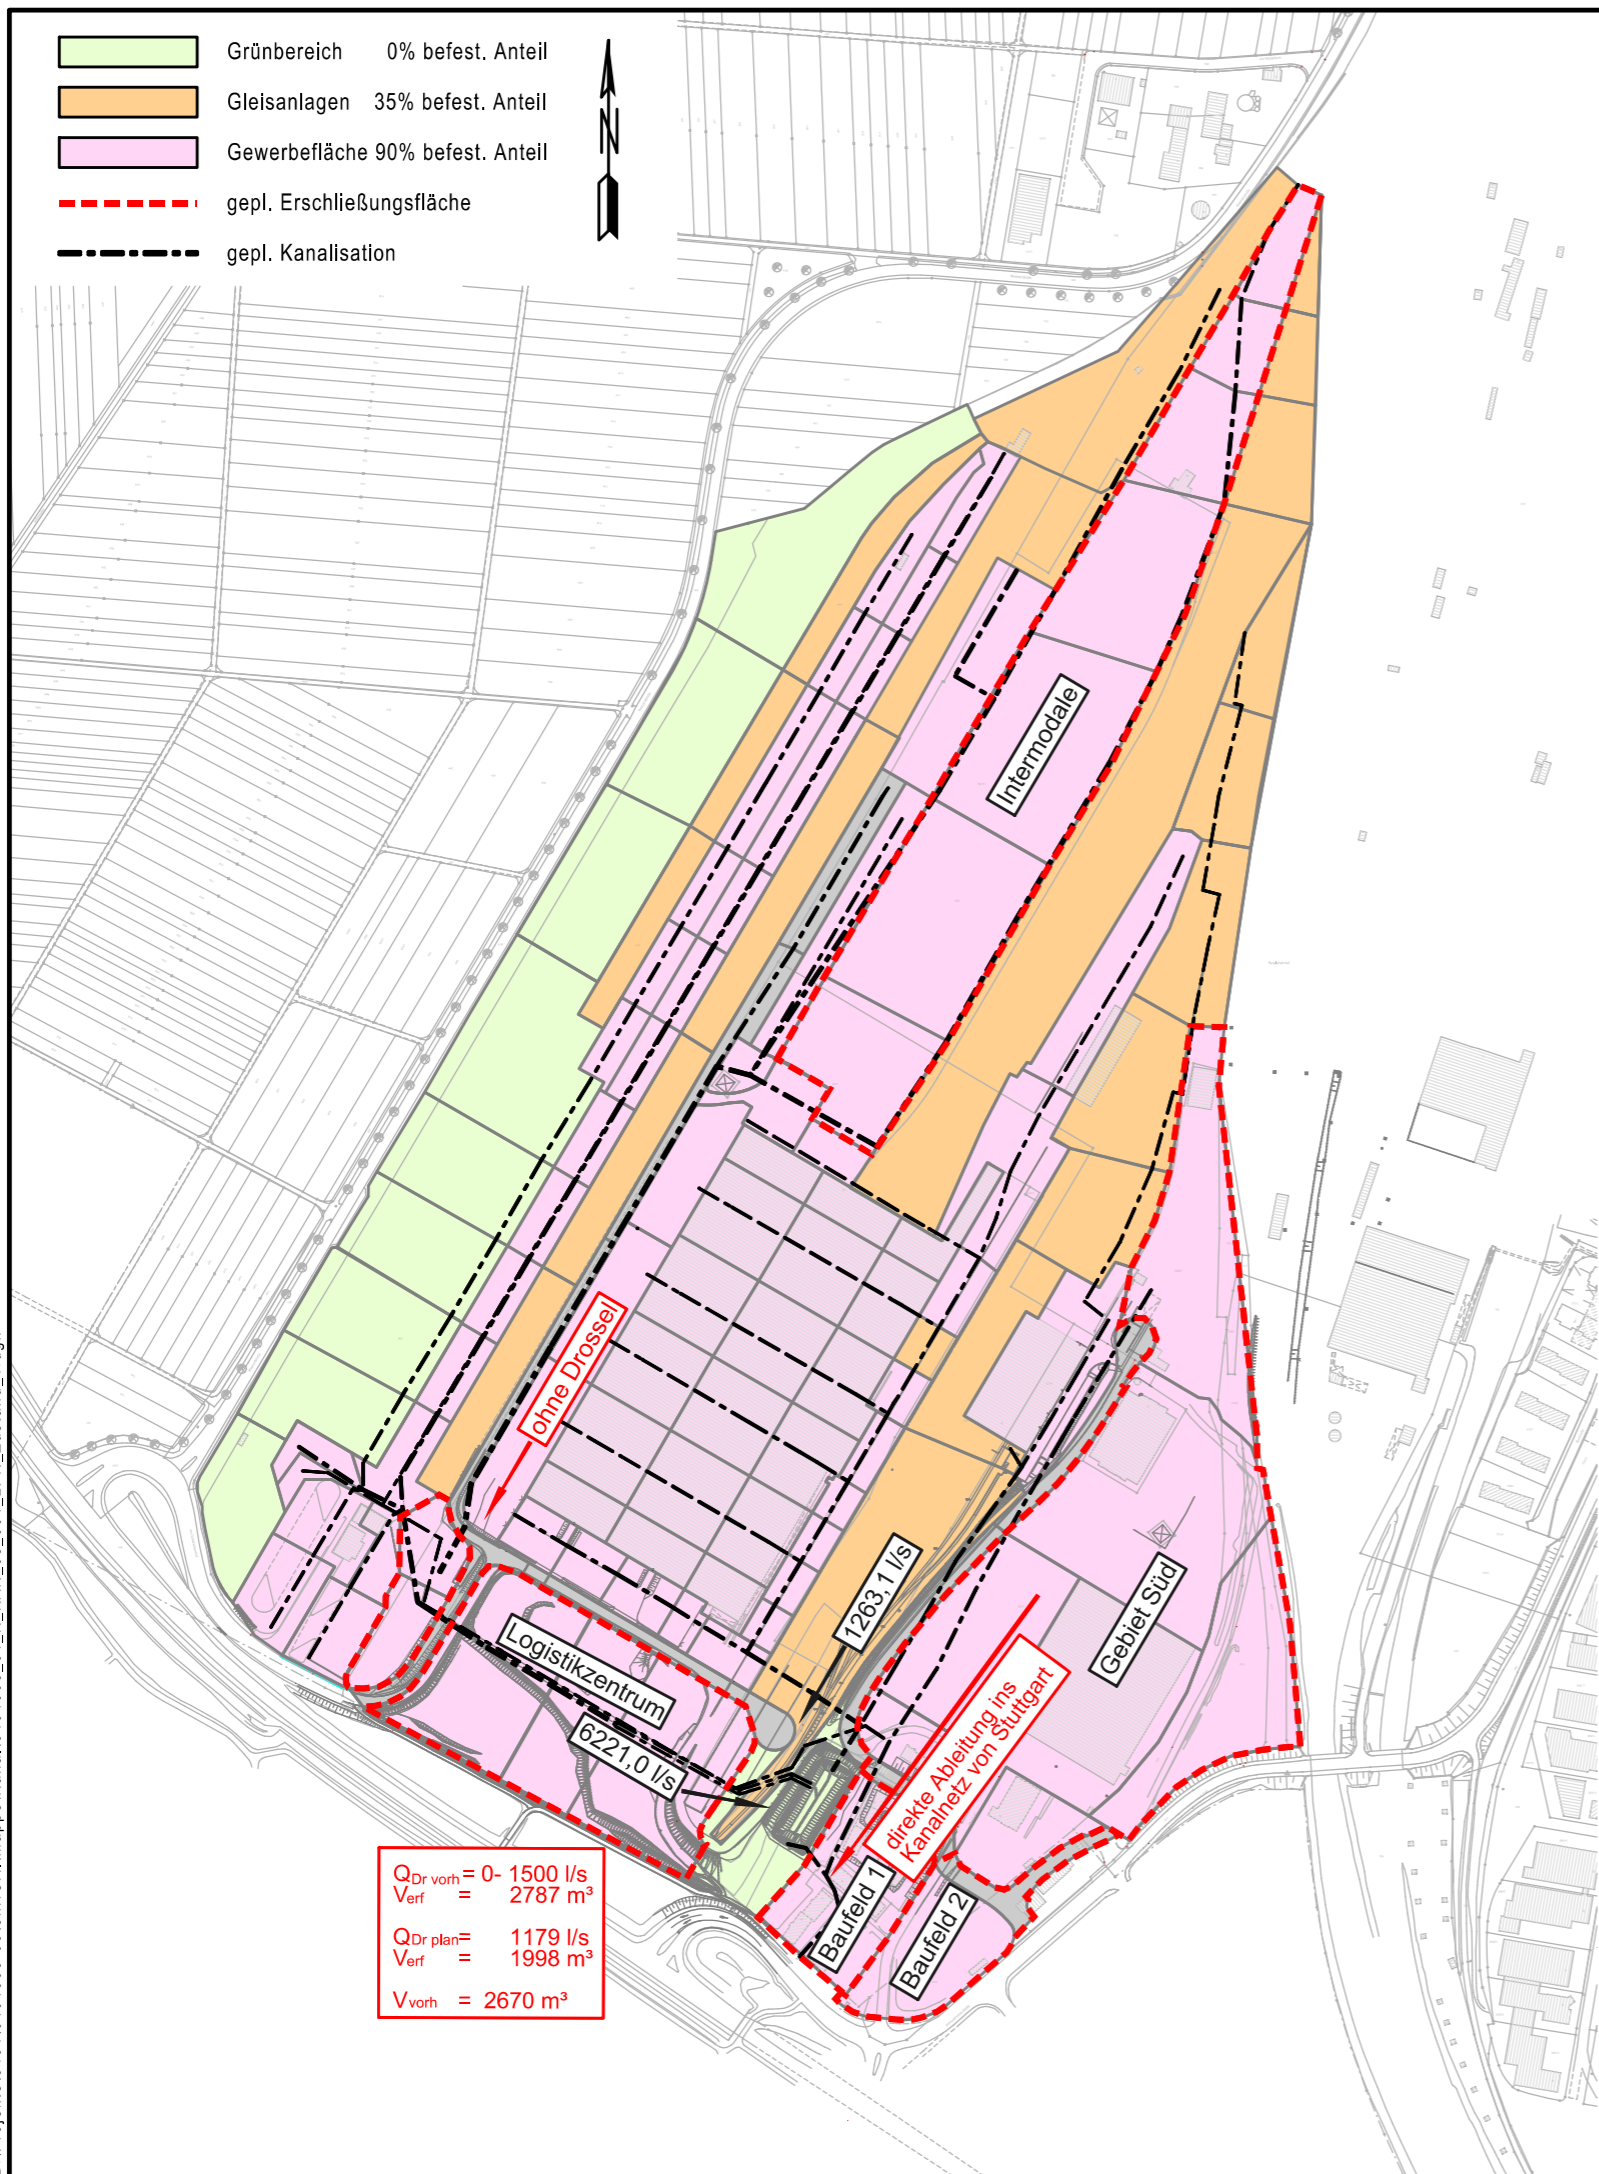 Grünbereich 0% befest. Anteil
Gleisanlagen 35% befest. Anteil
Gewerbefläche 90% befest. Anteil
gepl. Erschließungsfläche
gepl. Kanalisation
N
Intermodale
ohne Drossel
1263,1 l/s
Gebiet Süd
Logistikzentrum
6221,0 l/s
direkte Ableitung ins
Kanalnetz von Stuttgart
Baufeld 1
Baufeld 2
QDr vorh = 0- 1500 l/s
Verf = 2787 m³
QDr plan= 1179 l/s
Verf = 1998 m³
Vvorh = 2670 m³